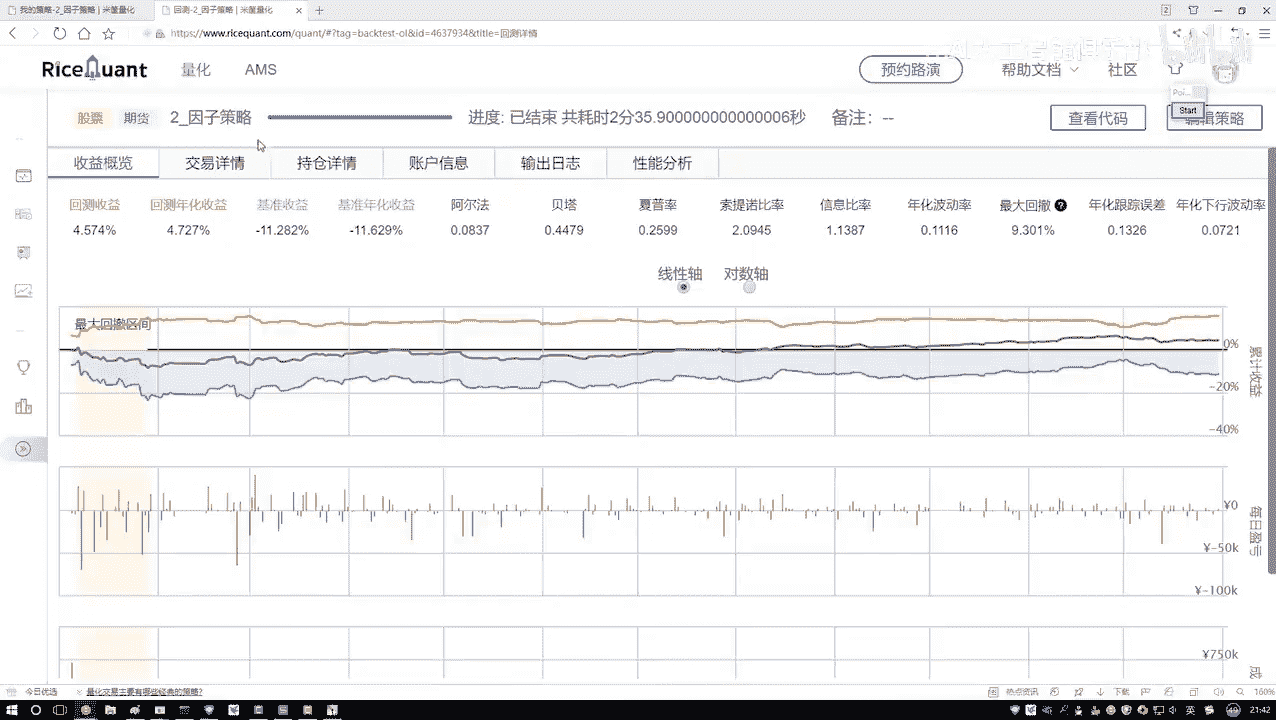 我的策略-2_因子策略 | 米筐量化
回测-2_因子策略 | 米筐量化
https://www.ricequant.com/quant/#?tag=backtest-ol&id=4637934&title=回测详情
RiceQuant 量化 AMS 预约路演 帮助文档 社区
Poi...
Start
股票 期货 2_因子策略 进度: 已结束 共耗时2分35.900000000000006秒 备注: -- 查看代码 编辑策略
收益概览 交易详情 持仓详情 账户信息 输出日志 性能分析
回测收益 回测年化收益 基准收益 基准年化收益 阿尔法 贝塔 夏普率 索提诺比率 信息比率 年化波动率 最大回撤 ? 年化跟踪误差 年化下行波动率
4.574% 4.727% -11.282% -11.629% 0.0837 0.4479 0.2599 2.0945 1.1387 0.1116 9.301% 0.1326 0.0721
线性轴 对数轴
最大回撤区间
0%
-20%
-40%
累计收益
¥0
¥-50k
¥-100k
每日盈亏
¥750k
成
今日优选 量化交易主要有哪些经典的策略? 热点资讯 下载 160%
英 21:42